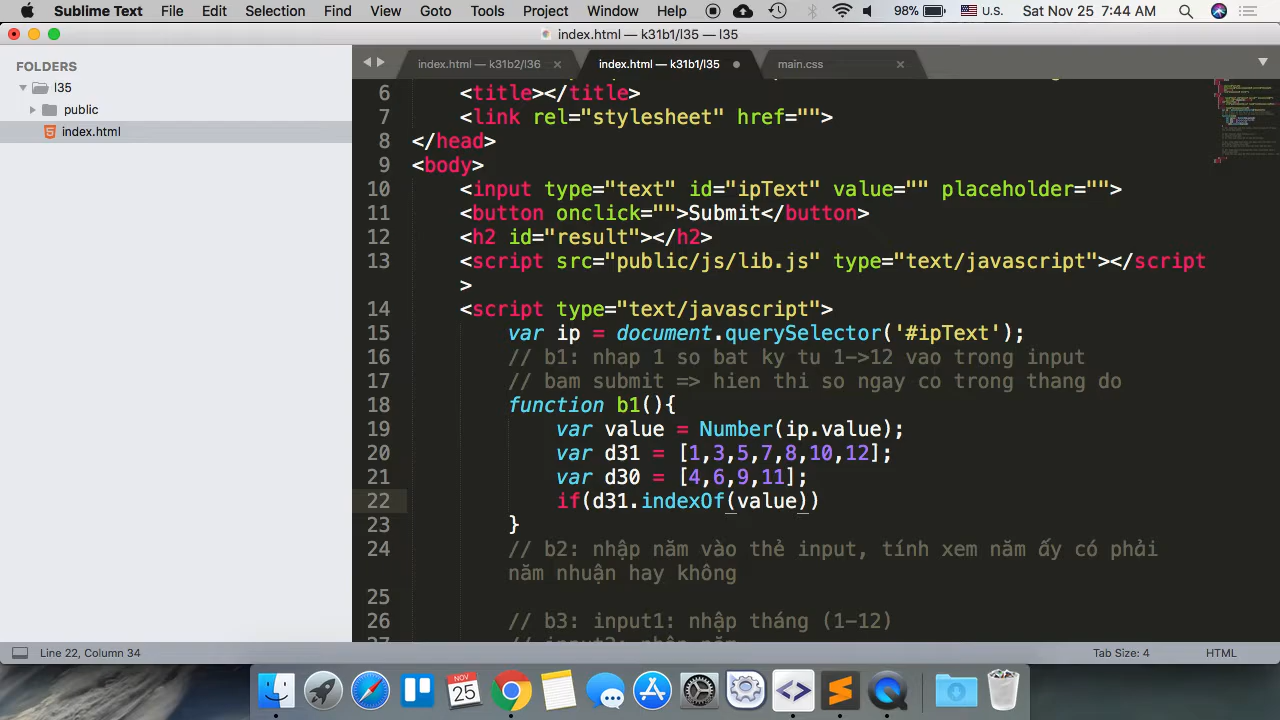 Sublime Text File Edit Selection Find View Goto Tools Project Window Help 98% U.S. Sat Nov 25 7:44 AM
index.html — k31b1/l35 — l35
FOLDERS
l35
public
index.html
index.html — k31b2/l36 × index.html — k31b1/l35 main.css ×
6 <title></title>
7 <link rel="stylesheet" href="">
8 </head>
9 <body>
10 <input type="text" id="ipText" value="" placeholder="">
11 <button onclick="">Submit</button>
12 <h2 id="result"></h2>
13 <script src="public/js/lib.js" type="text/javascript"></script
>
14 <script type="text/javascript">
15 var ip = document.querySelector('#ipText');
16 // b1: nhap 1 so bat ky tu 1->12 vao trong input
17 // bam submit => hien thi so ngay co trong thang do
18 function b1(){
19 var value = Number(ip.value);
20 var d31 = [1,3,5,7,8,10,12];
21 var d30 = [4,6,9,11];
22 if(d31.indexOf(value))
23 }
24 // b2: nhập năm vào thẻ input, tính xem năm ấy có phải
năm nhuận hay không
25
26 // b3: input1: nhập tháng (1-12)
27 // input2: nhập năm
Line 22, Column 34 Tab Size: 4 HTML
NOV
25